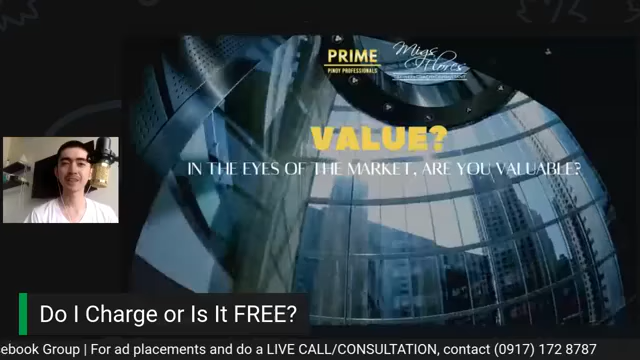 PRIME
PINOY PROFESSIONALS
Migs
Flores
VALUE?
IN THE EYES OF THE MARKET, ARE YOU VALUABLE?
Do I Charge or Is It FREE?
cebook Group | For ad placements and do a LIVE CALL/CONSULTATION, contact (0917) 172 8787